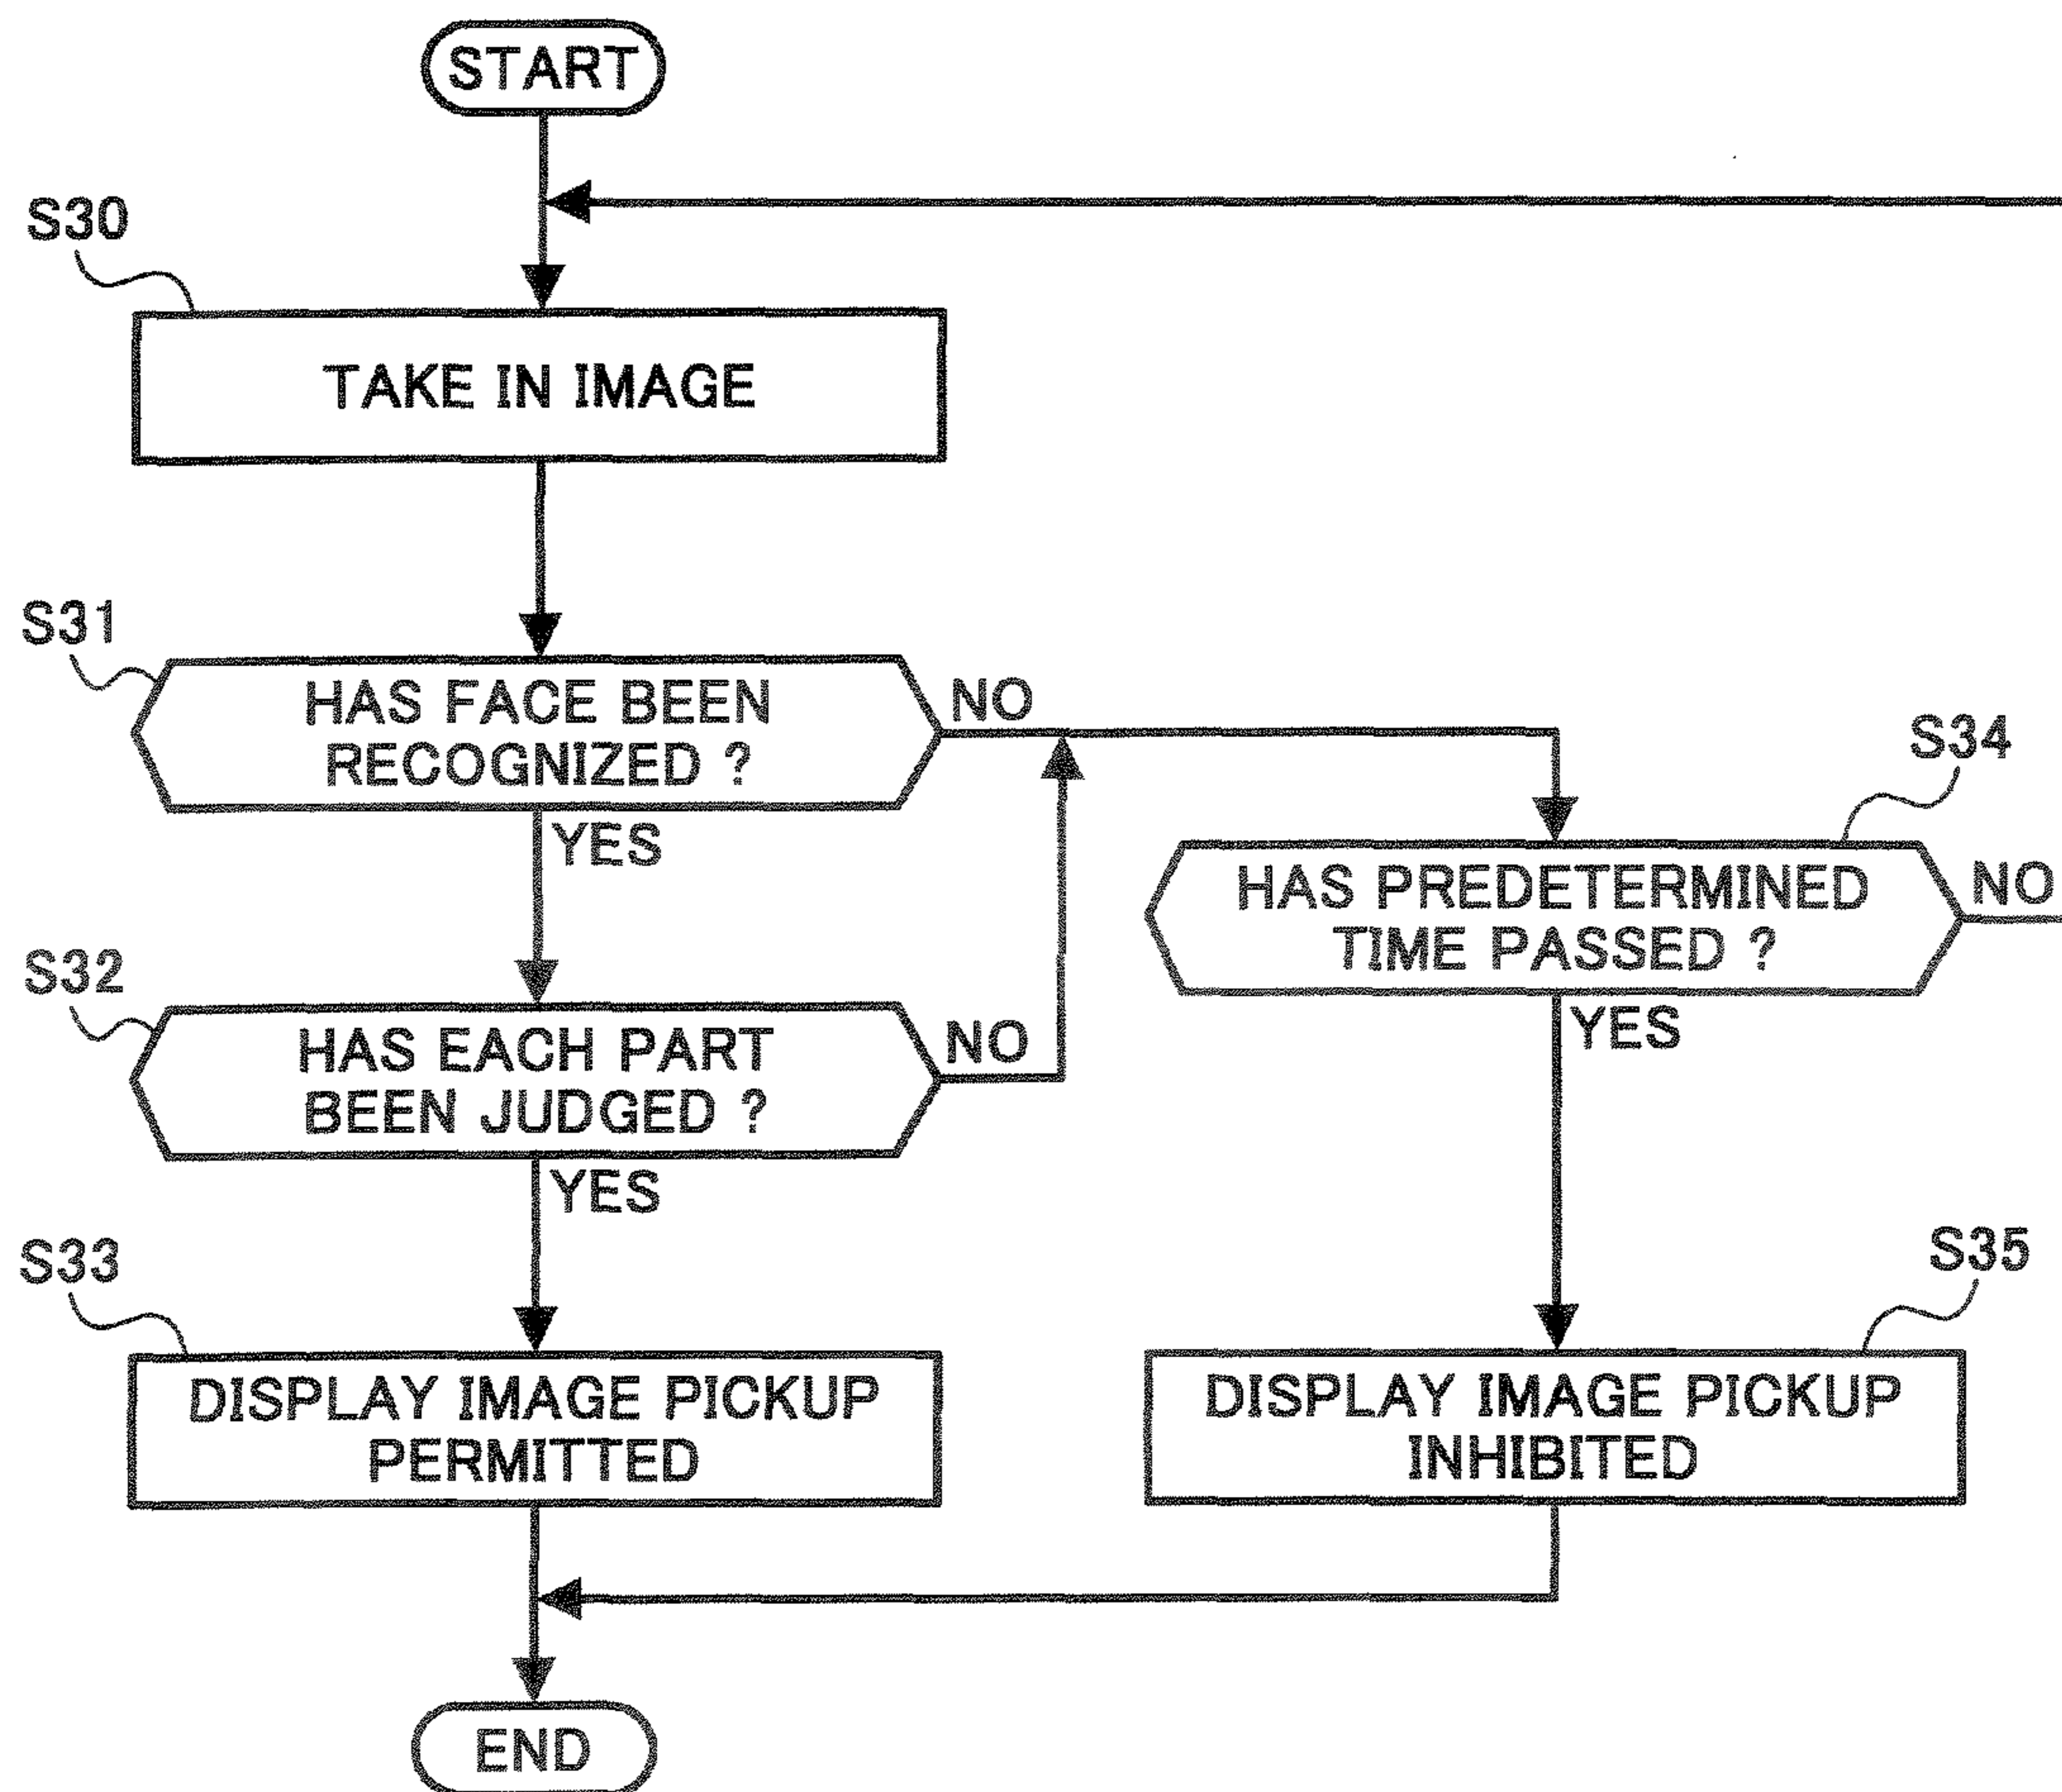 START
S30
TAKE IN IMAGE
S31
HAS FACE BEEN
RECOGNIZED ?
NO
YES
S34
HAS PREDETERMINED
TIME PASSED ?
NO
YES
S32
HAS EACH PART
BEEN JUDGED ?
NO
YES
S33
DISPLAY IMAGE PICKUP
PERMITTED
S35
DISPLAY IMAGE PICKUP
INHIBITED
END